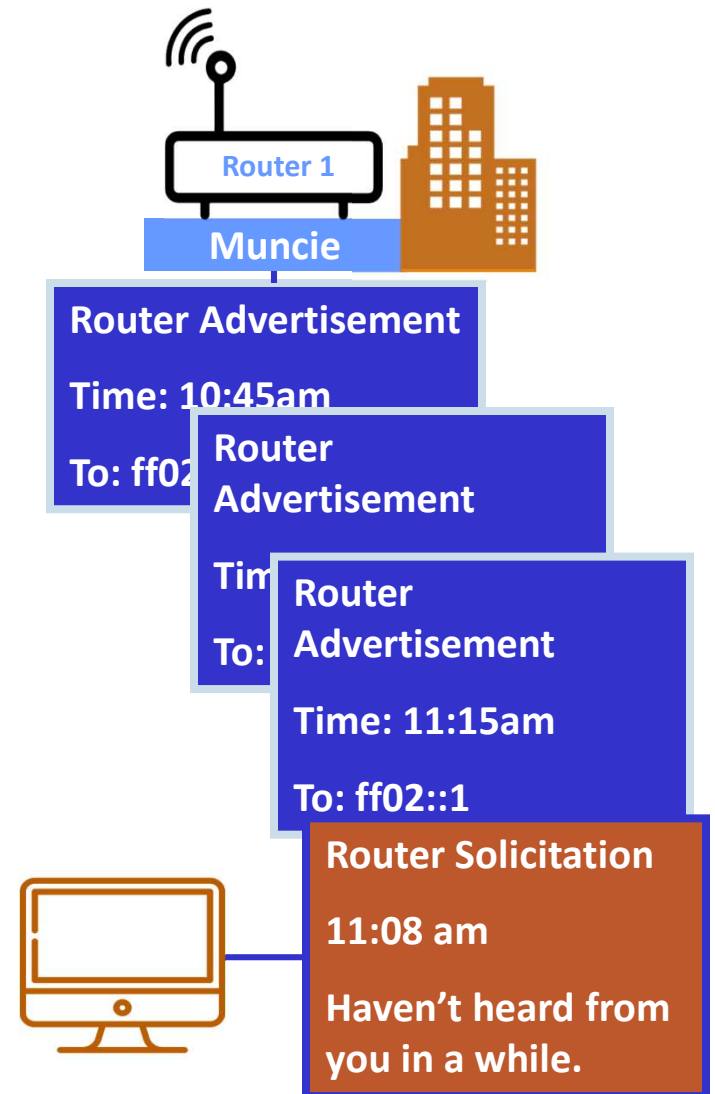 Router 1
Muncie
Router Advertisement
Time: 10:45am
To: ff02
Router
Advertisement
To:
Router
Advertisement
Time: 11:15am
To: ff02::1
Router Solicitation
11:08 am
Haven’t heard from
you in a while.